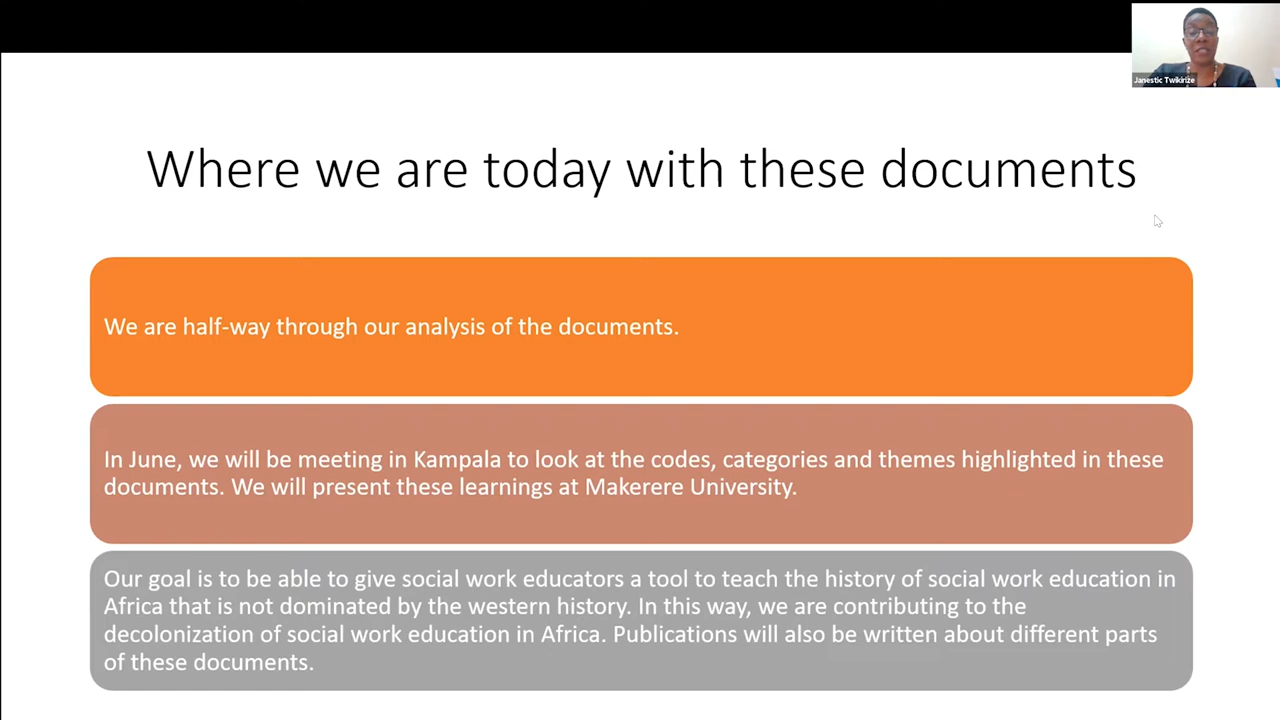 Janestic Twikirize
Where we are today with these documents
We are half-way through our analysis of the documents.
In June, we will be meeting in Kampala to look at the codes, categories and themes highlighted in these
documents. We will present these learnings at Makerere University.
Our goal is to be able to give social work educators a tool to teach the history of social work education in
Africa that is not dominated by the western history. In this way, we are contributing to the
decolonization of social work education in Africa. Publications will also be written about different parts
of these documents.